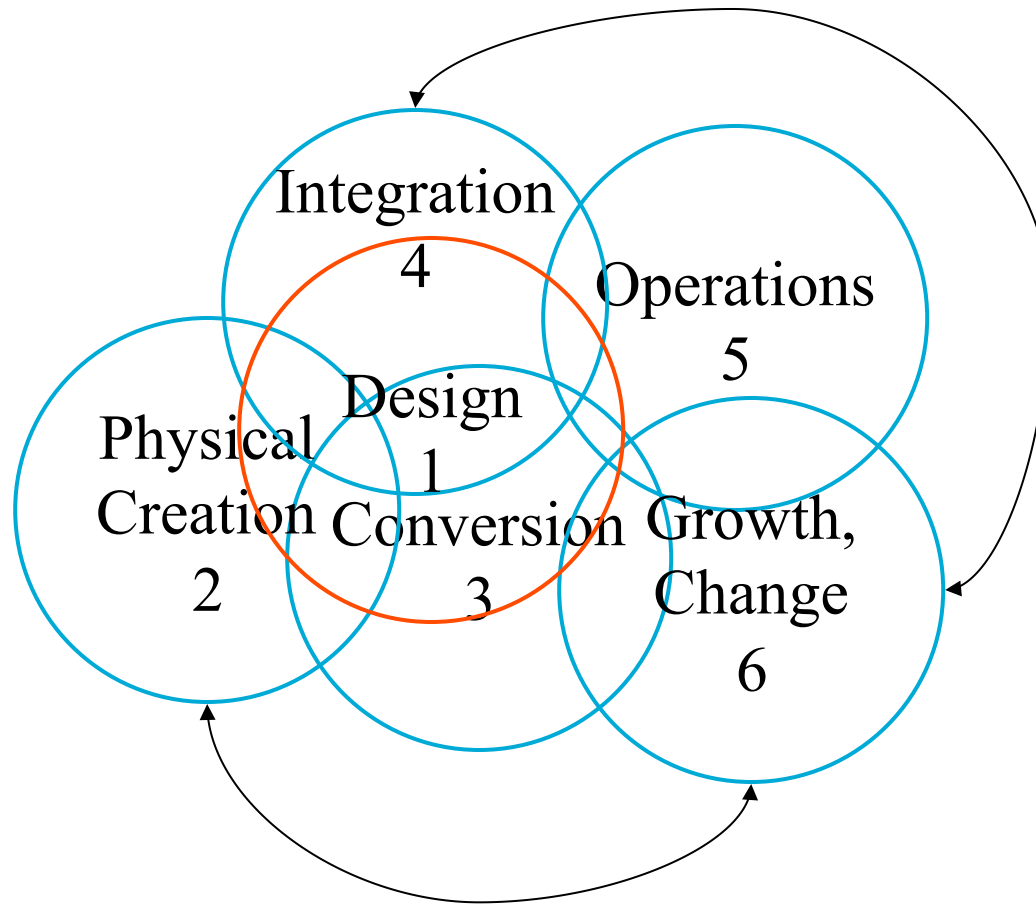 Integration
4
Operations
5
Design
1
Physical
Creation
2
Conversion
3
Growth,
Change
6